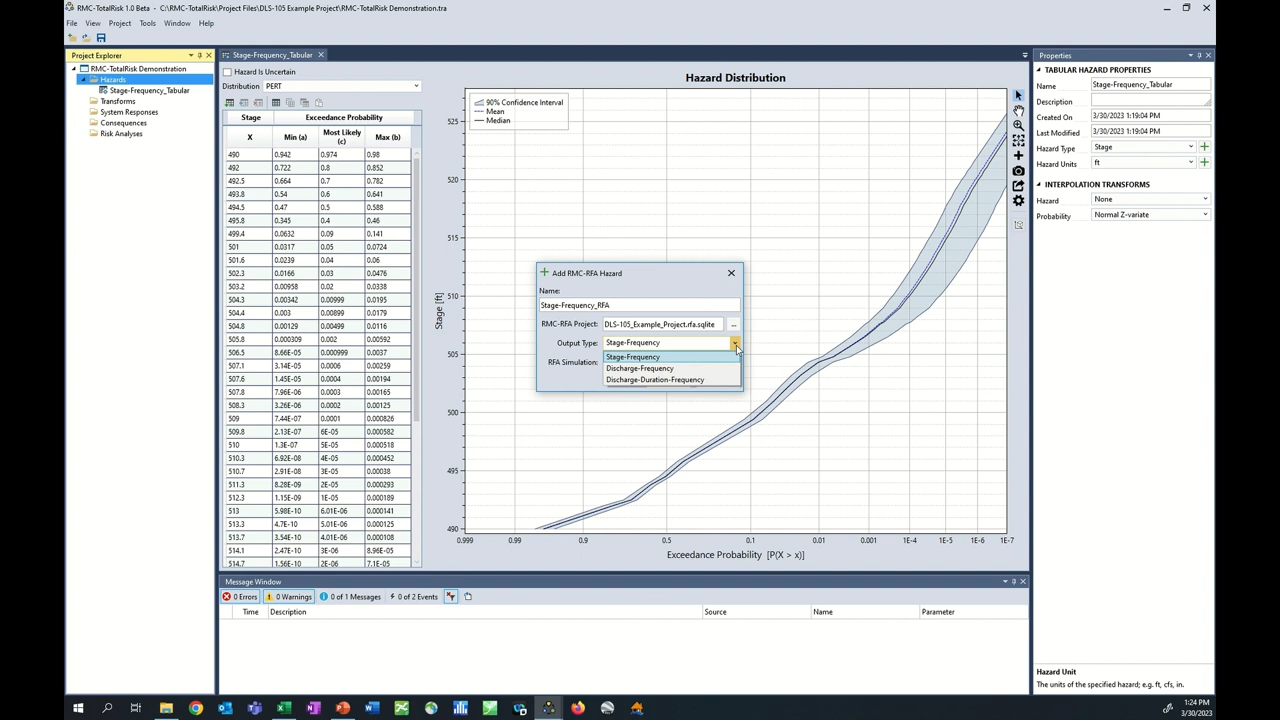 RMC-TotalRisk 1.0 Beta - C:\RMC-TotalRisk\Project Files\DLS-105 Example Project\RMC-TotalRisk Demonstration.tra
File View Project Tools Window Help
Project Explorer
RMC-TotalRisk Demonstration
Hazards
Stage-Frequency_Tabular
Transforms
System Responses
Consequences
Risk Analyses
Stage-Frequency_Tabular
Hazard Is Uncertain
Distribution PERT
Stage Exceedance Probability
X Min (a) Most Likely (c) Max (b)
490 0.942 0.974 0.98
492 0.722 0.8 0.852
492.5 0.664 0.7 0.782
493.8 0.54 0.6 0.641
494.5 0.47 0.5 0.588
495.8 0.345 0.4 0.46
499.4 0.0632 0.09 0.141
501 0.0317 0.05 0.0724
501.6 0.0239 0.04 0.06
502.3 0.0166 0.03 0.0476
503.2 0.00958 0.02 0.0338
504.3 0.00342 0.00999 0.0195
504.4 0.003 0.00899 0.0179
504.8 0.00129 0.00499 0.0116
505.8 0.000309 0.002 0.00592
506.5 8.66E-05 0.000999 0.0037
507.1 3.14E-05 0.0006 0.00259
507.6 1.45E-05 0.0004 0.00194
507.8 7.96E-06 0.0003 0.00165
508.3 3.26E-06 0.0002 0.00125
509 7.44E-07 0.0001 0.000826
509.8 2.13E-07 6E-05 0.000582
510 1.3E-07 5E-05 0.000518
510.3 6.92E-08 4E-05 0.000452
510.7 2.91E-08 3E-05 0.00038
511.3 8.28E-09 2E-05 0.000293
512.3 1.15E-09 1E-05 0.000189
513 5.98E-10 6.01E-06 0.000141
513.3 4.7E-10 5.01E-06 0.000125
513.7 3.54E-10 4.01E-06 0.000108
514.1 2.47E-10 3E-06 8.96E-05
514.7 1.56E-10 2E-06 7.1E-05
Hazard Distribution
90% Confidence Interval
Mean
Median
Stage [ft]
525
520
515
510
505
500
495
490
0.999 0.99 0.9 0.5 0.1 0.01 0.001 1E-4 1E-5 1E-6 1E-7
Exceedance Probability [P(X > x)]
Add RMC-RFA Hazard
Name:
Stage-Frequency_RFA
RMC-RFA Project: DLS-105_Example_Project.rfa.sqlite ...
Output Type: Stage-Frequency
RFA Simulation:
Stage-Frequency
Discharge-Frequency
Discharge-Duration-Frequency
Message Window
0 Errors 0 Warnings 0 of 1 Messages 0 of 2 Events
Time Description Source Name Parameter
Properties
TABULAR HAZARD PROPERTIES
Name Stage-Frequency_Tabular
Description
Created On 3/30/2023 1:19:04 PM
Last Modified 3/30/2023 1:19:04 PM
Hazard Type Stage
Hazard Units ft
INTERPOLATION TRANSFORMS
Hazard None
Probability Normal Z-variate
Hazard Unit
The units of the specified hazard; e.g. ft, cfs, in.
1:24 PM
3/30/2023